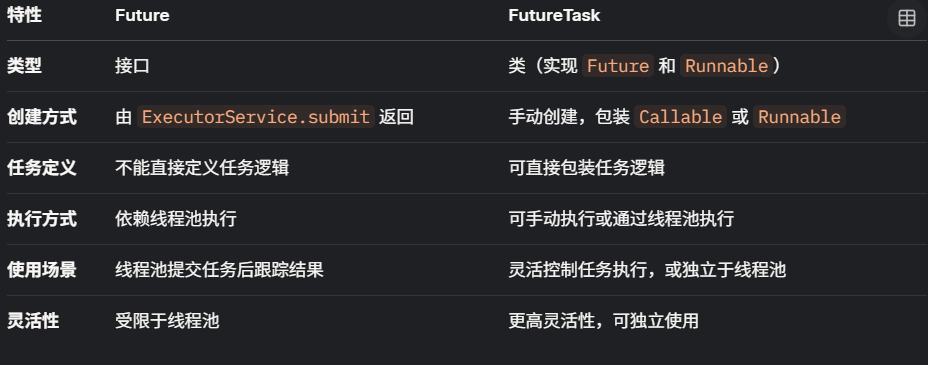 特性 Future FutureTask
类型 接口 类（实现 Future 和 Runnable）
创建方式 由 ExecutorService.submit 返回 手动创建，包装 Callable 或 Runnable
任务定义 不能直接定义任务逻辑 可直接包装任务逻辑
执行方式 依赖线程池执行 可手动执行或通过线程池执行
使用场景 线程池提交任务后跟踪结果 灵活控制任务执行，或独立于线程池
灵活性 受限于线程池 更高灵活性，可独立使用